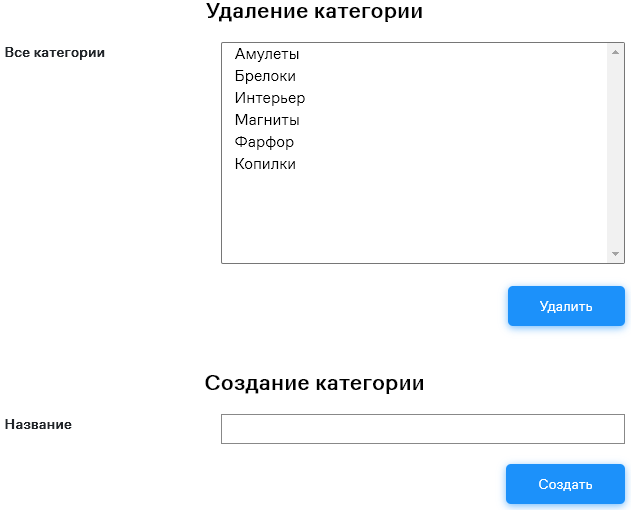 Удаление категории
Все категории
Амулеты
Брелоки
Интерьер
Магниты
Фарфор
Копилки
Удалить
Создание категории
Название
Создать